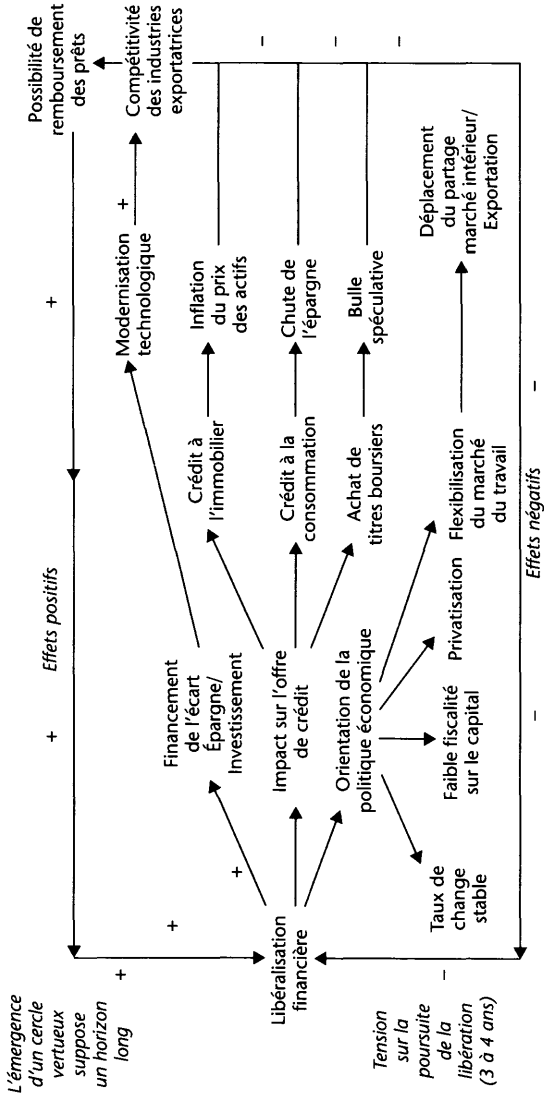 L'émergence
d'un cercle
vertueux
suppose
un horizon
long
+
+
+
Effets positifs
+
Possibilité de
remboursement
des prêts
Modernisation
technologique
+
Compétitivité
des industries
exportatrices
+
Financement
de l'écart
Épargne/
Investissement
Crédit à
l'immobilier
Inflation
du prix
des actifs
–
Libéralisation
financière
Impact sur l'offre
de crédit
Crédit à la
consommation
Chute de
l'épargne
–
Achat de
titres boursiers
Bulle
spéculative
–
Orientation de la
politique économique
Taux de
change
stable
Faible fiscalité
sur le capital
Privatisation
Flexibilisation
du marché
du travail
Déplacement
du partage
marché intérieur/
Exportation
Tension
sur la
poursuite
de la
libération
(3 à 4 ans)
–
–
Effets négatifs
–